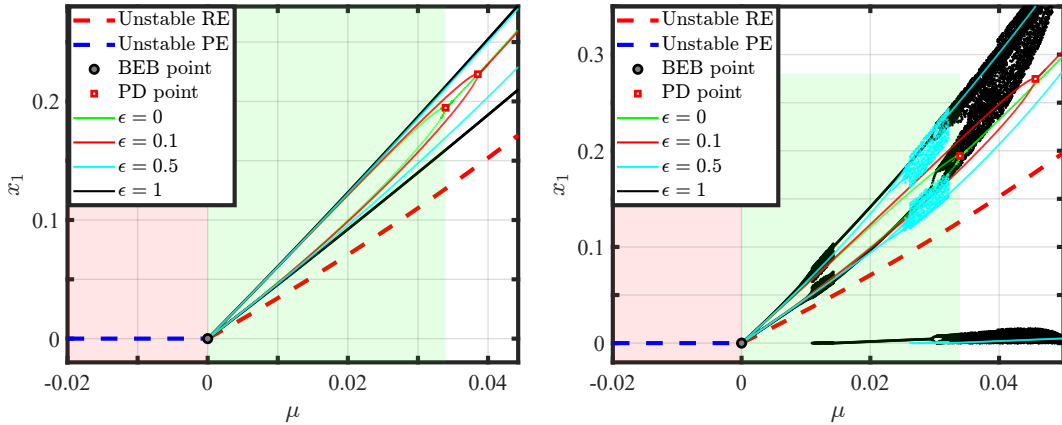 Unstable RE
Unstable PE
BEB point
PD point
ϵ = 0
ϵ = 0.1
ϵ = 0.5
ϵ = 1
0.2
0.1
0
x₁
-0.02
0
0.02
0.04
μ
Unstable RE
Unstable PE
BEB point
PD point
ϵ = 0
ϵ = 0.1
ϵ = 0.5
ϵ = 1
0.3
0.2
0.1
0
x₁
-0.02
0
0.02
0.04
μ